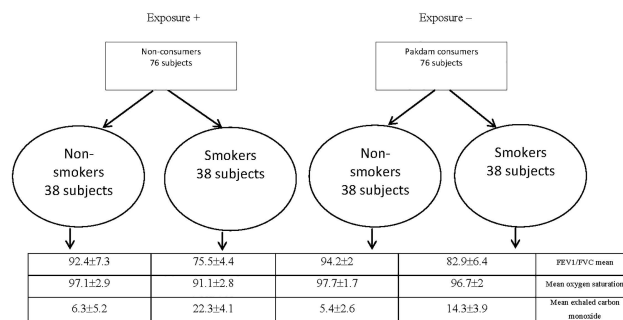 Exposure +
Exposure –
Non-consumers
76 subjects
Pakdam consumers
76 subjects
Non-
smokers
38 subjects
Smokers
38 subjects
Non-
smokers
38 subjects
Smokers
38 subjects
92.4±7.3 75.5±4.4 94.2±2 82.9±6.4 FEV1/FVC mean
97.1±2.9 91.1±2.8 97.7±1.7 96.7±2 Mean oxygen saturation
6.3±5.2 22.3±4.1 5.4±2.6 14.3±3.9 Mean exhaled carbon
monoxide